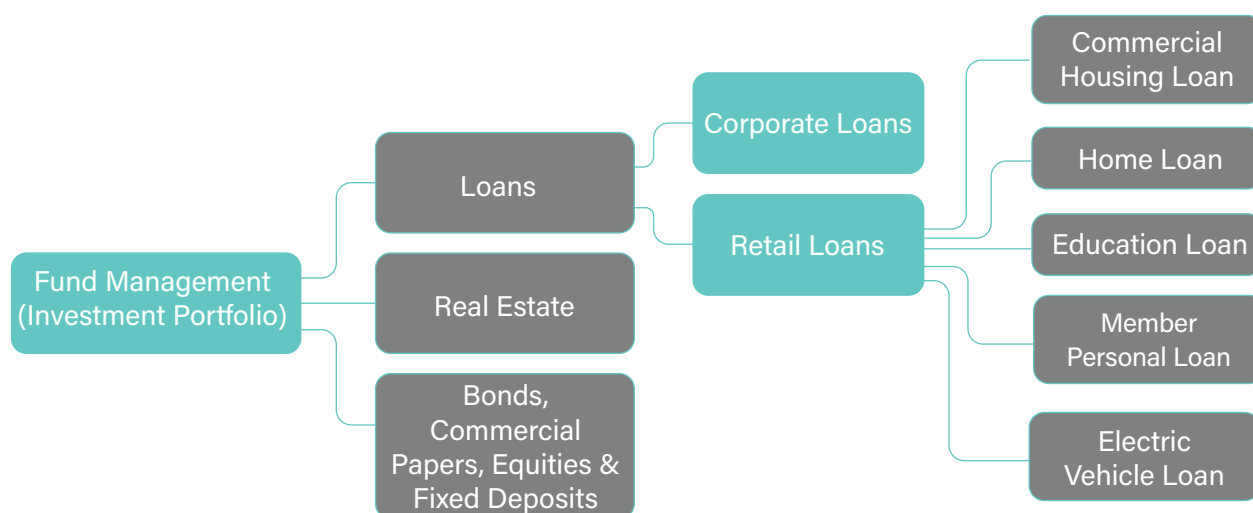 Fund Management
(Investment Portfolio)
Loans
Real Estate
Bonds,
Commercial
Papers, Equities &
Fixed Deposits
Corporate Loans
Retail Loans
Commercial
Housing Loan
Home Loan
Education Loan
Member
Personal Loan
Electric
Vehicle Loan